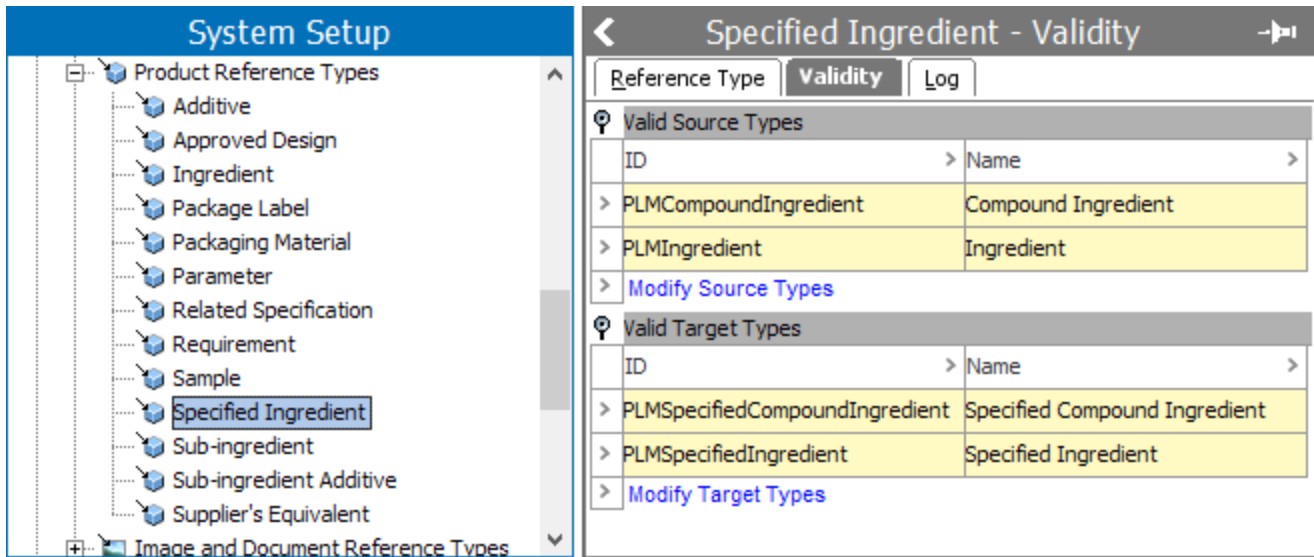 System Setup
Product Reference Types
Additive
Approved Design
Ingredient
Package Label
Packaging Material
Parameter
Related Specification
Requirement
Sample
Specified Ingredient
Sub-ingredient
Sub-ingredient Additive
Supplier's Equivalent
Image and Document Reference Types
Specified Ingredient - Validity
Reference Type Validity Log
Valid Source Types
ID > Name >
> PLMCompoundIngredient Compound Ingredient
> PLMIngredient Ingredient
> Modify Source Types
Valid Target Types
ID > Name >
> PLMSpecifiedCompoundIngredient Specified Compound Ingredient
> PLMSpecifiedIngredient Specified Ingredient
> Modify Target Types